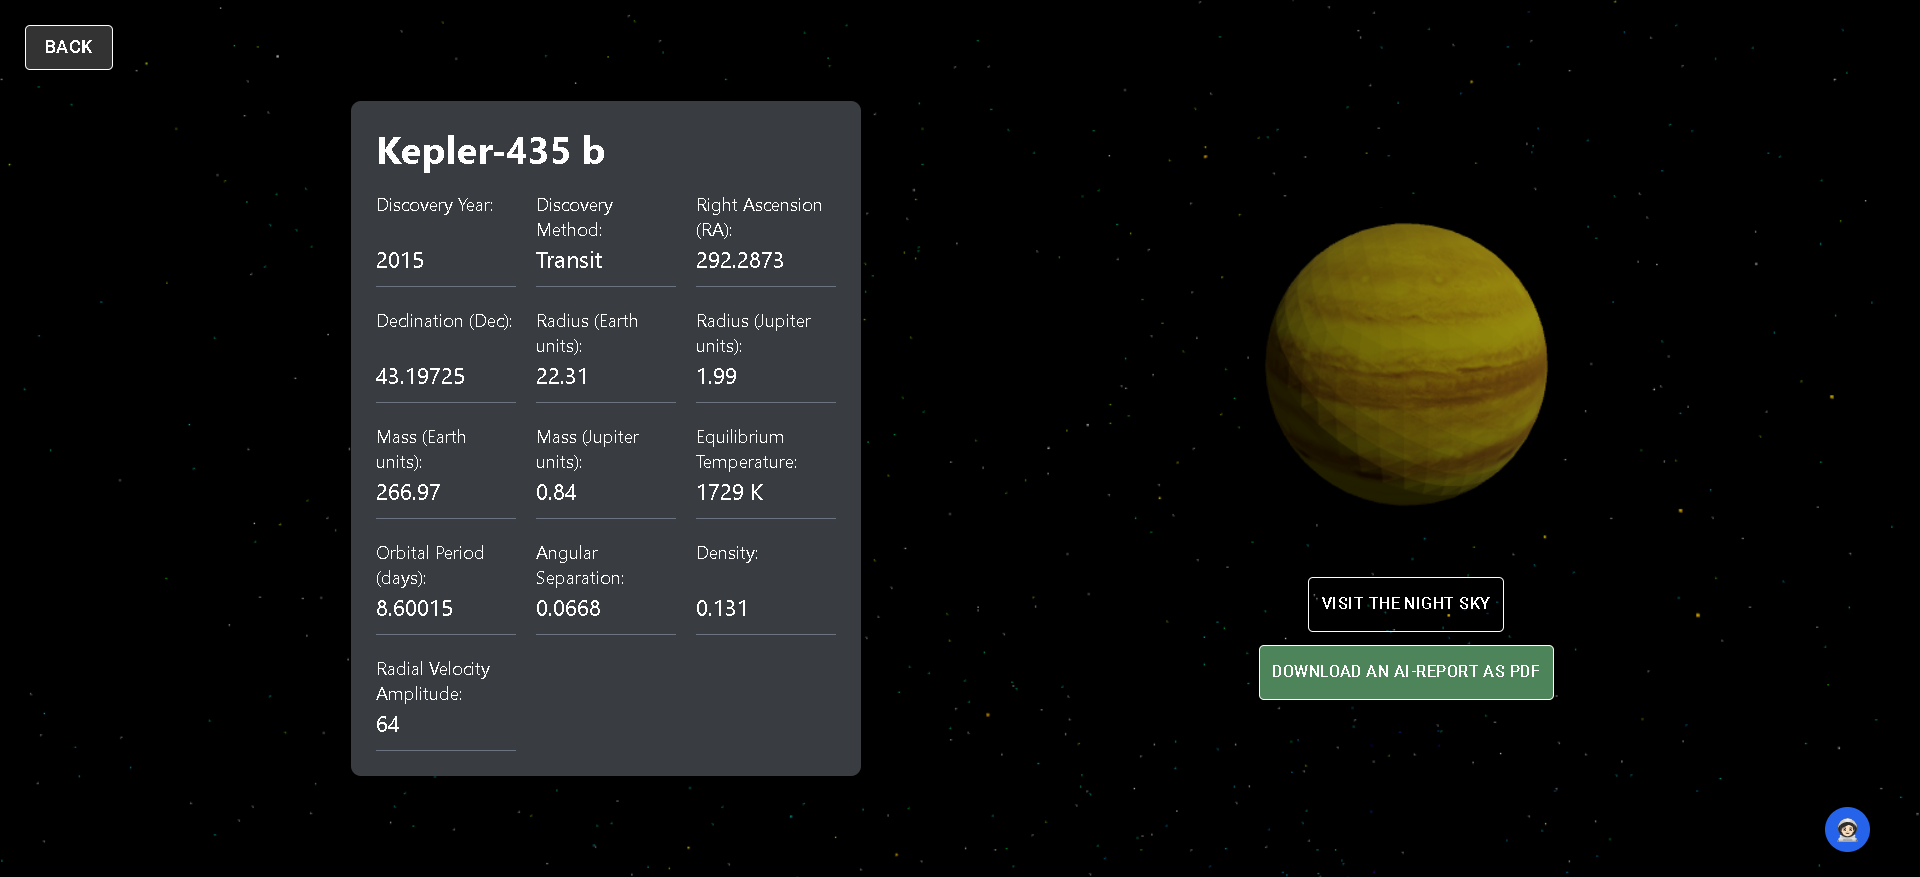 BACK
Kepler-435 b
Discovery Year:
2015
Discovery
Method:
Transit
Right Ascension
(RA):
292.2873
Declination (Dec):
43.19725
Radius (Earth
units):
22.31
Radius (Jupiter
units):
1.99
Mass (Earth
units):
266.97
Mass (Jupiter
units):
0.84
Equilibrium
Temperature:
1729 K
Orbital Period
(days):
8.60015
Angular
Separation:
0.0668
Density:
0.131
Radial Velocity
Amplitude:
64
VISIT THE NIGHT SKY
DOWNLOAD AN AI-REPORT AS PDF